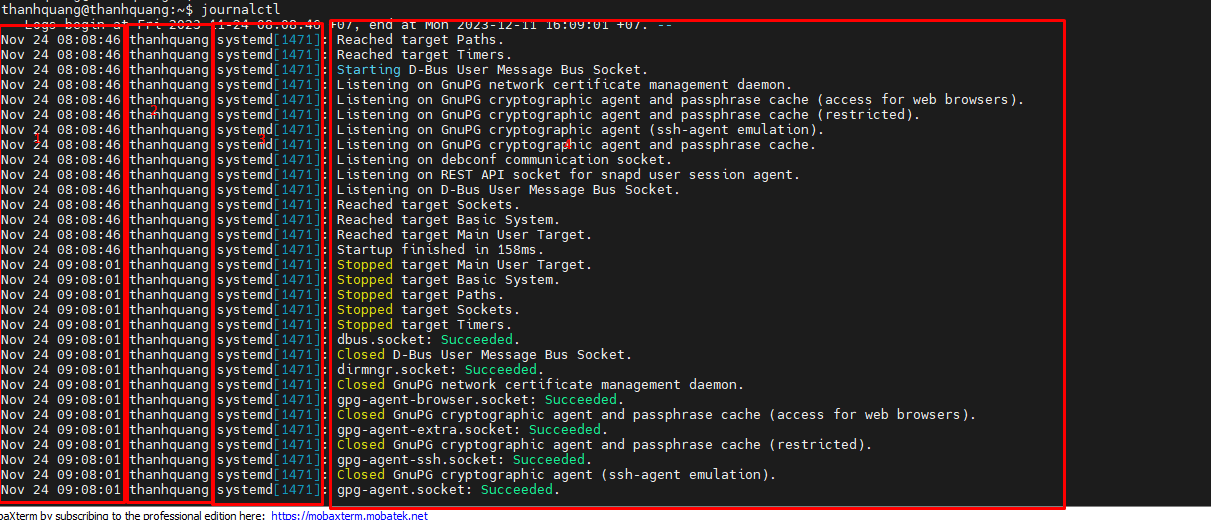 thanhquang@thanhquang:~$ journalctl
-- Logs begin at Fri 2023-11-24 08:08:46 +07, end at Mon 2023-12-11 16:09:01 +07. --
Nov 24 08:08:46 thanhquang systemd[1471]: Reached target Paths.
Nov 24 08:08:46 thanhquang systemd[1471]: Reached target Timers.
Nov 24 08:08:46 thanhquang systemd[1471]: Starting D-Bus User Message Bus Socket.
Nov 24 08:08:46 thanhquang systemd[1471]: Listening on GnuPG network certificate management daemon.
Nov 24 08:08:46 thanhquang systemd[1471]: Listening on GnuPG cryptographic agent and passphrase cache (access for web browsers).
2
Nov 24 08:08:46 thanhquang systemd[1471]: Listening on GnuPG cryptographic agent and passphrase cache (restricted).
Nov 24 08:08:46 thanhquang systemd[1471]: Listening on GnuPG cryptographic agent (ssh-agent emulation).
1 3 4
Nov 24 08:08:46 thanhquang systemd[1471]: Listening on GnuPG cryptographic agent and passphrase cache.
Nov 24 08:08:46 thanhquang systemd[1471]: Listening on debconf communication socket.
Nov 24 08:08:46 thanhquang systemd[1471]: Listening on REST API socket for snapd user session agent.
Nov 24 08:08:46 thanhquang systemd[1471]: Listening on D-Bus User Message Bus Socket.
Nov 24 08:08:46 thanhquang systemd[1471]: Reached target Sockets.
Nov 24 08:08:46 thanhquang systemd[1471]: Reached target Basic System.
Nov 24 08:08:46 thanhquang systemd[1471]: Reached target Main User Target.
Nov 24 08:08:46 thanhquang systemd[1471]: Startup finished in 158ms.
Nov 24 09:08:01 thanhquang systemd[1471]: Stopped target Main User Target.
Nov 24 09:08:01 thanhquang systemd[1471]: Stopped target Basic System.
Nov 24 09:08:01 thanhquang systemd[1471]: Stopped target Paths.
Nov 24 09:08:01 thanhquang systemd[1471]: Stopped target Sockets.
Nov 24 09:08:01 thanhquang systemd[1471]: Stopped target Timers.
Nov 24 09:08:01 thanhquang systemd[1471]: dbus.socket: Succeeded.
Nov 24 09:08:01 thanhquang systemd[1471]: Closed D-Bus User Message Bus Socket.
Nov 24 09:08:01 thanhquang systemd[1471]: dirmngr.socket: Succeeded.
Nov 24 09:08:01 thanhquang systemd[1471]: Closed GnuPG network certificate management daemon.
Nov 24 09:08:01 thanhquang systemd[1471]: gpg-agent-browser.socket: Succeeded.
Nov 24 09:08:01 thanhquang systemd[1471]: Closed GnuPG cryptographic agent and passphrase cache (access for web browsers).
Nov 24 09:08:01 thanhquang systemd[1471]: gpg-agent-extra.socket: Succeeded.
Nov 24 09:08:01 thanhquang systemd[1471]: Closed GnuPG cryptographic agent and passphrase cache (restricted).
Nov 24 09:08:01 thanhquang systemd[1471]: gpg-agent-ssh.socket: Succeeded.
Nov 24 09:08:01 thanhquang systemd[1471]: Closed GnuPG cryptographic agent (ssh-agent emulation).
Nov 24 09:08:01 thanhquang systemd[1471]: gpg-agent.socket: Succeeded.
baXterm by subscribing to the professional edition here: https://mobaxterm.mobatek.net